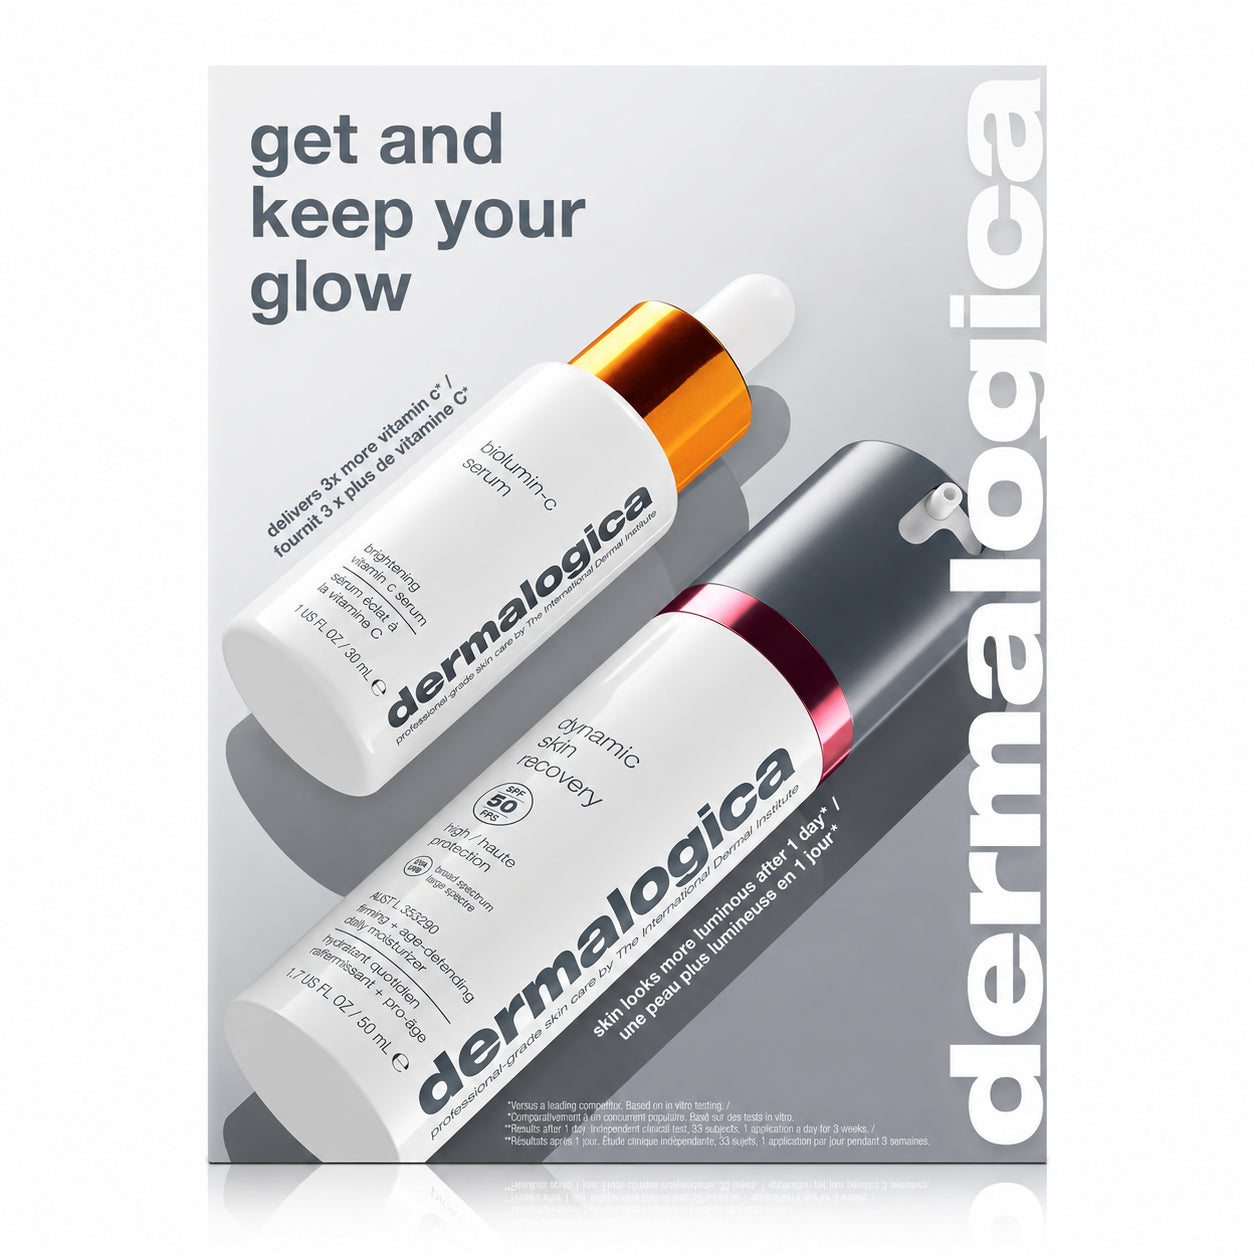 get and
keep your
glow
delivers 3x more vitamin c* /
fournit 3 x plus de vitamine C*
biolumin-c
serum
brightening
vitamin c serum
sérum éclat à
la vitamine C
1 US FL OZ / 30 mL ℮
dermalogica
professional-grade skin care by The International Dermal Institute
dynamic
skin
recovery
SPF
50
FPS
high / haute
protection
UVA
UVB
broad spectrum
large spectre
AUST L 353290
firming + age-defending
daily moisturizer
hydratant quotidien
raffermissant + pro-âge
1.7 US FL OZ / 50 mL ℮
dermalogica
professional-grade skin care by The International Dermal Institute
skin looks more luminous after 1 day* /
une peau plus lumineuse en 1 jour*
*Versus a leading competitor. Based on in vitro testing. /
*Comparativement à un concurrent populaire. Basé sur des tests in vitro.
**Results after 1 day. Independent clinical test, 33 subjects, 1 application a day for 3 weeks. /
**Résultats après 1 jour. Étude clinique indépendante, 33 sujets, 1 application par jour pendant 3 semaines.
dermalogica